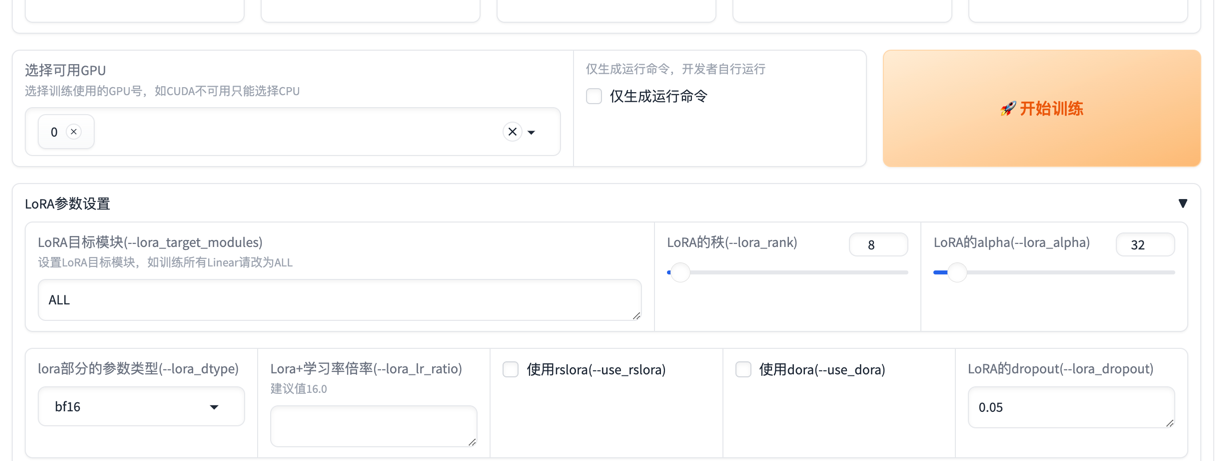 选择可用GPU
选择训练使用的GPU号，如CUDA不可用只能选择CPU
0
仅生成运行命令，开发者自行运行
仅生成运行命令
🚀开始训练
LoRA参数设置
LoRA目标模块(--lora_target_modules)
设置LoRA目标模块，如训练所有Linear请改为ALL
ALL
LoRA的秩(--lora_rank)
8
LoRA的alpha(--lora_alpha)
32
lora部分的参数类型(--lora_dtype)
bf16
Lora+学习率倍率(--lora_lr_ratio)
建议值16.0
使用rslora(--use_rslora)
使用dora(--use_dora)
LoRA的dropout(--lora_dropout)
0.05